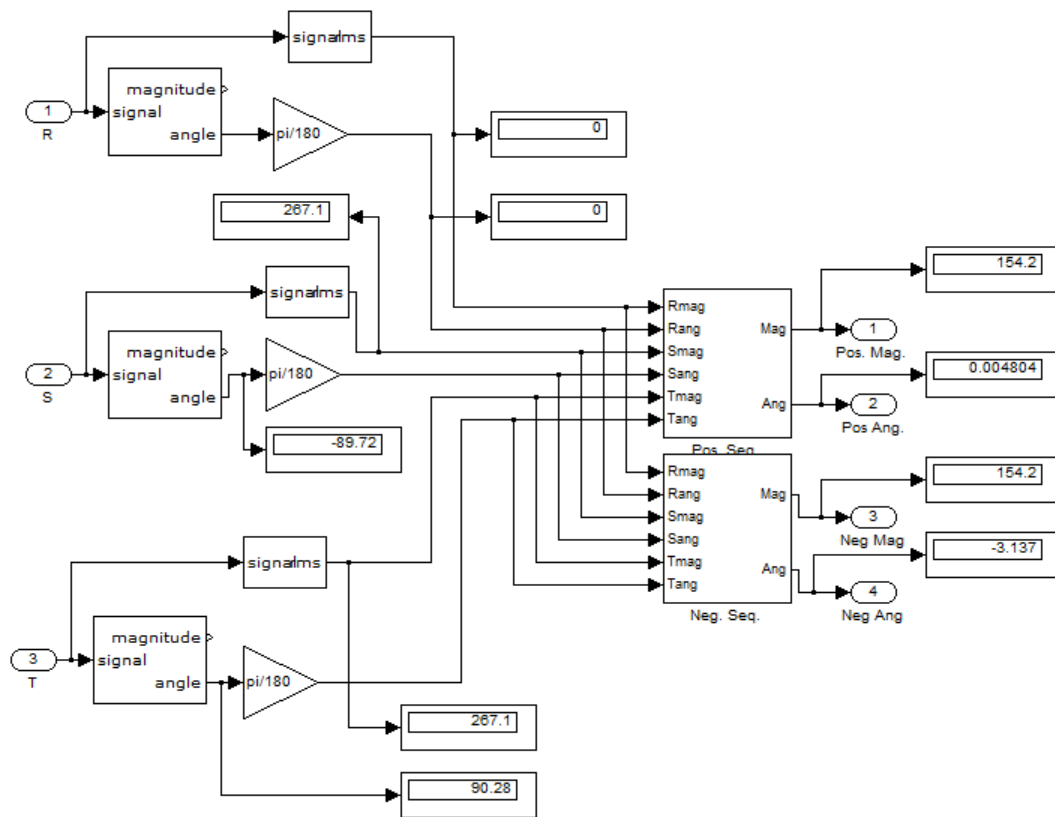 signalrms
magnitude
signal
angle
1
R
pi/180
0
0
267.1
signalrms
magnitude
signal
angle
2
S
pi/180
-89.72
signalrms
magnitude
signal
angle
3
T
pi/180
267.1
90.28
Rmag
Rang
Smag
Sang
Tmag
Tang
Mag
Ang
Pos. Seq.
154.2
1
Pos. Mag.
0.004804
2
Pos Ang.
Rmag
Rang
Smag
Sang
Tmag
Tang
Mag
Ang
Neg. Seq.
154.2
3
Neg Mag
-3.137
4
Neg Ang